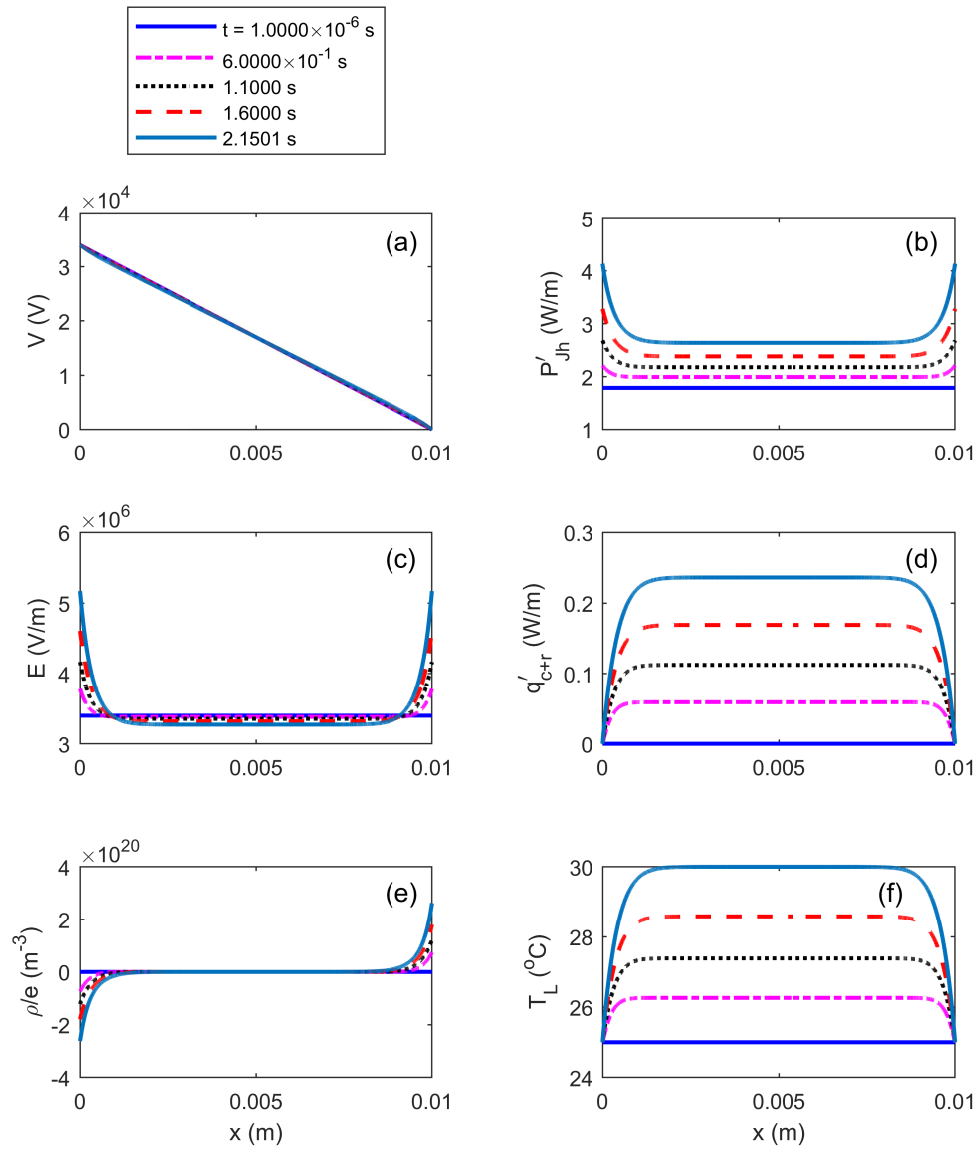 t = 1.0000×10-6 s
6.0000×10-1 s
1.1000 s
1.6000 s
2.1501 s
×104
4
3
2
1
0
V (V)
(a)
0
0.005
0.01
5
4
3
2
1
P′Jh (W/m)
(b)
0
0.005
0.01
×106
6
5
4
3
E (V/m)
(c)
0
0.005
0.01
0.3
0.2
0.1
0
q′c+r (W/m)
(d)
0
0.005
0.01
×1020
4
2
0
-2
-4
ρ/e (m-3)
(e)
0
0.005
0.01
x (m)
30
28
26
24
TL (oC)
(f)
0
0.005
0.01
x (m)